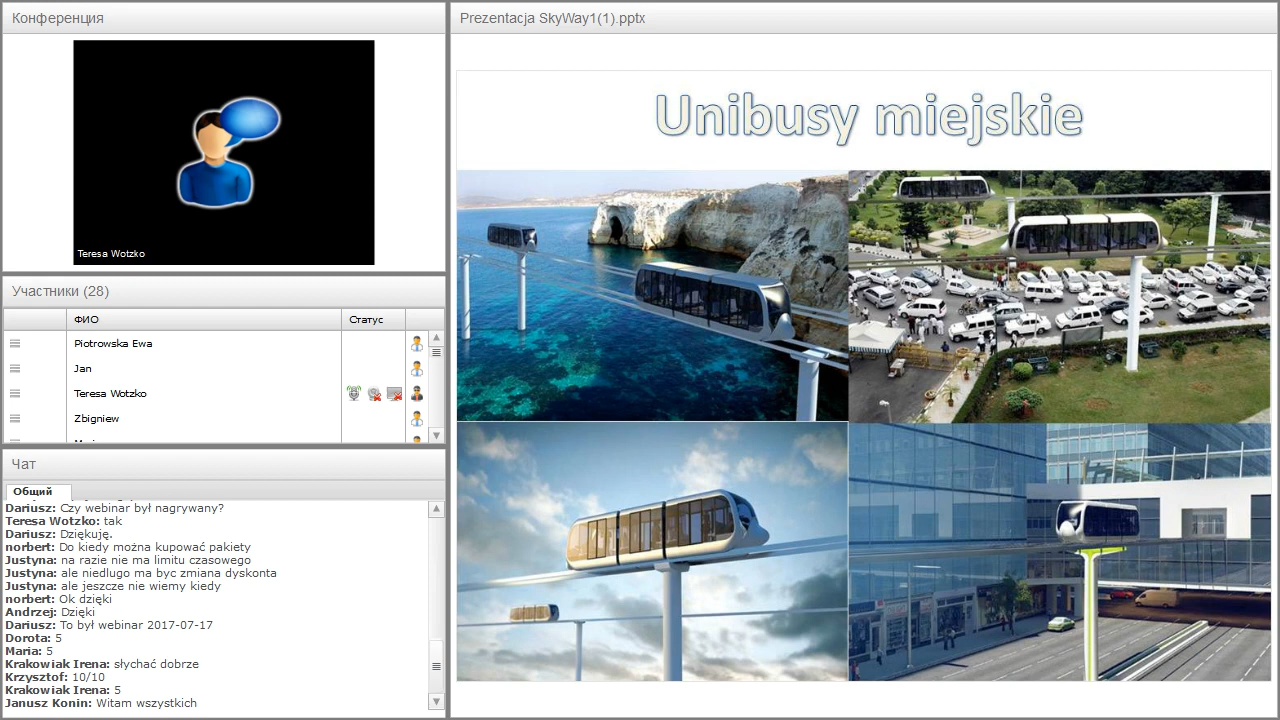 Конференция
Teresa Wotzko
Участники (28)
ФИО
Статус
Piotrowska Ewa
Jan
Teresa Wotzko
Zbigniew
Чат
Общий
Dariusz: Czy webinar był nagrywany?
Teresa Wotzko: tak
Dariusz: Dziękuję.
norbert: Do kiedy można kupować pakiety
Justyna: na razie nie ma limitu czasowego
Justyna: ale niedlugo ma byc zmiana dyskonta
Justyna: ale jeszcze nie wiemy kiedy
norbert: Ok dzięki
Andrzej: Dzięki
Dariusz: To był webinar 2017-07-17
Dorota: 5
Maria: 5
Krakowiak Irena: słychać dobrze
Krzysztof: 10/10
Krakowiak Irena: 5
Janusz Konin: Witam wszystkich
Prezentacja SkyWay1(1).pptx
Unibusy miejskie